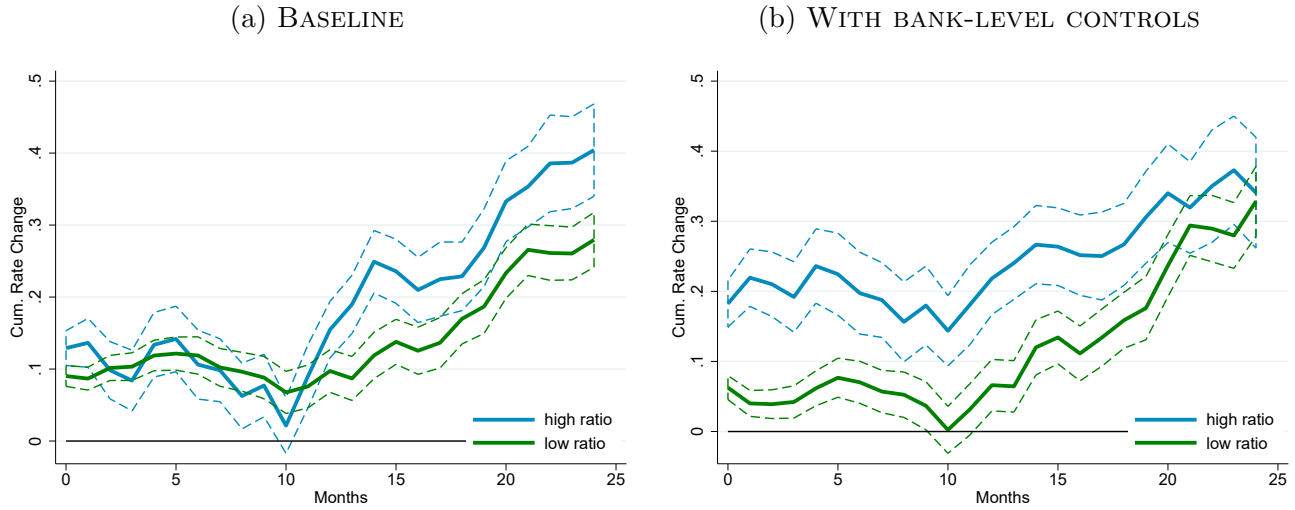 (a) Baseline
.5
.4
.3
.2
.1
0
Cum. Rate Change
0 5 10 15 20 25
Months
high ratio
low ratio
(b) With bank-level controls
.5
.4
.3
.2
.1
0
Cum. Rate Change
0 5 10 15 20 25
Months
high ratio
low ratio